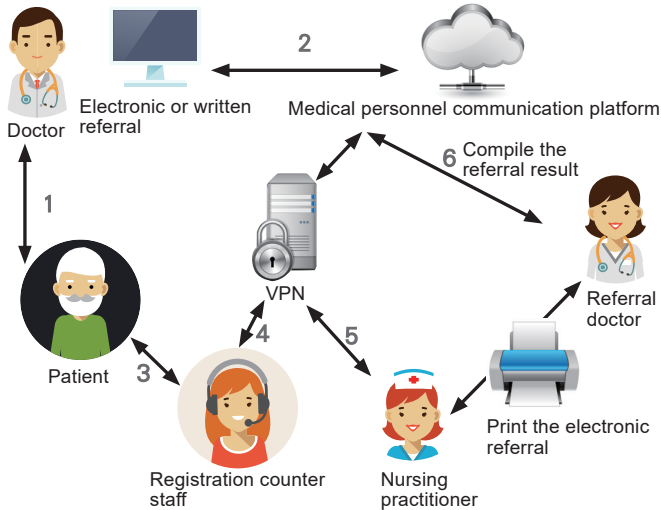 2
Doctor
Electronic or written
referral
Medical personnel communication platform
1
6
Compile the
referral result
VPN
Referral
doctor
4
5
Patient
3
Print the electronic
referral
Registration counter
staff
Nursing
practitioner